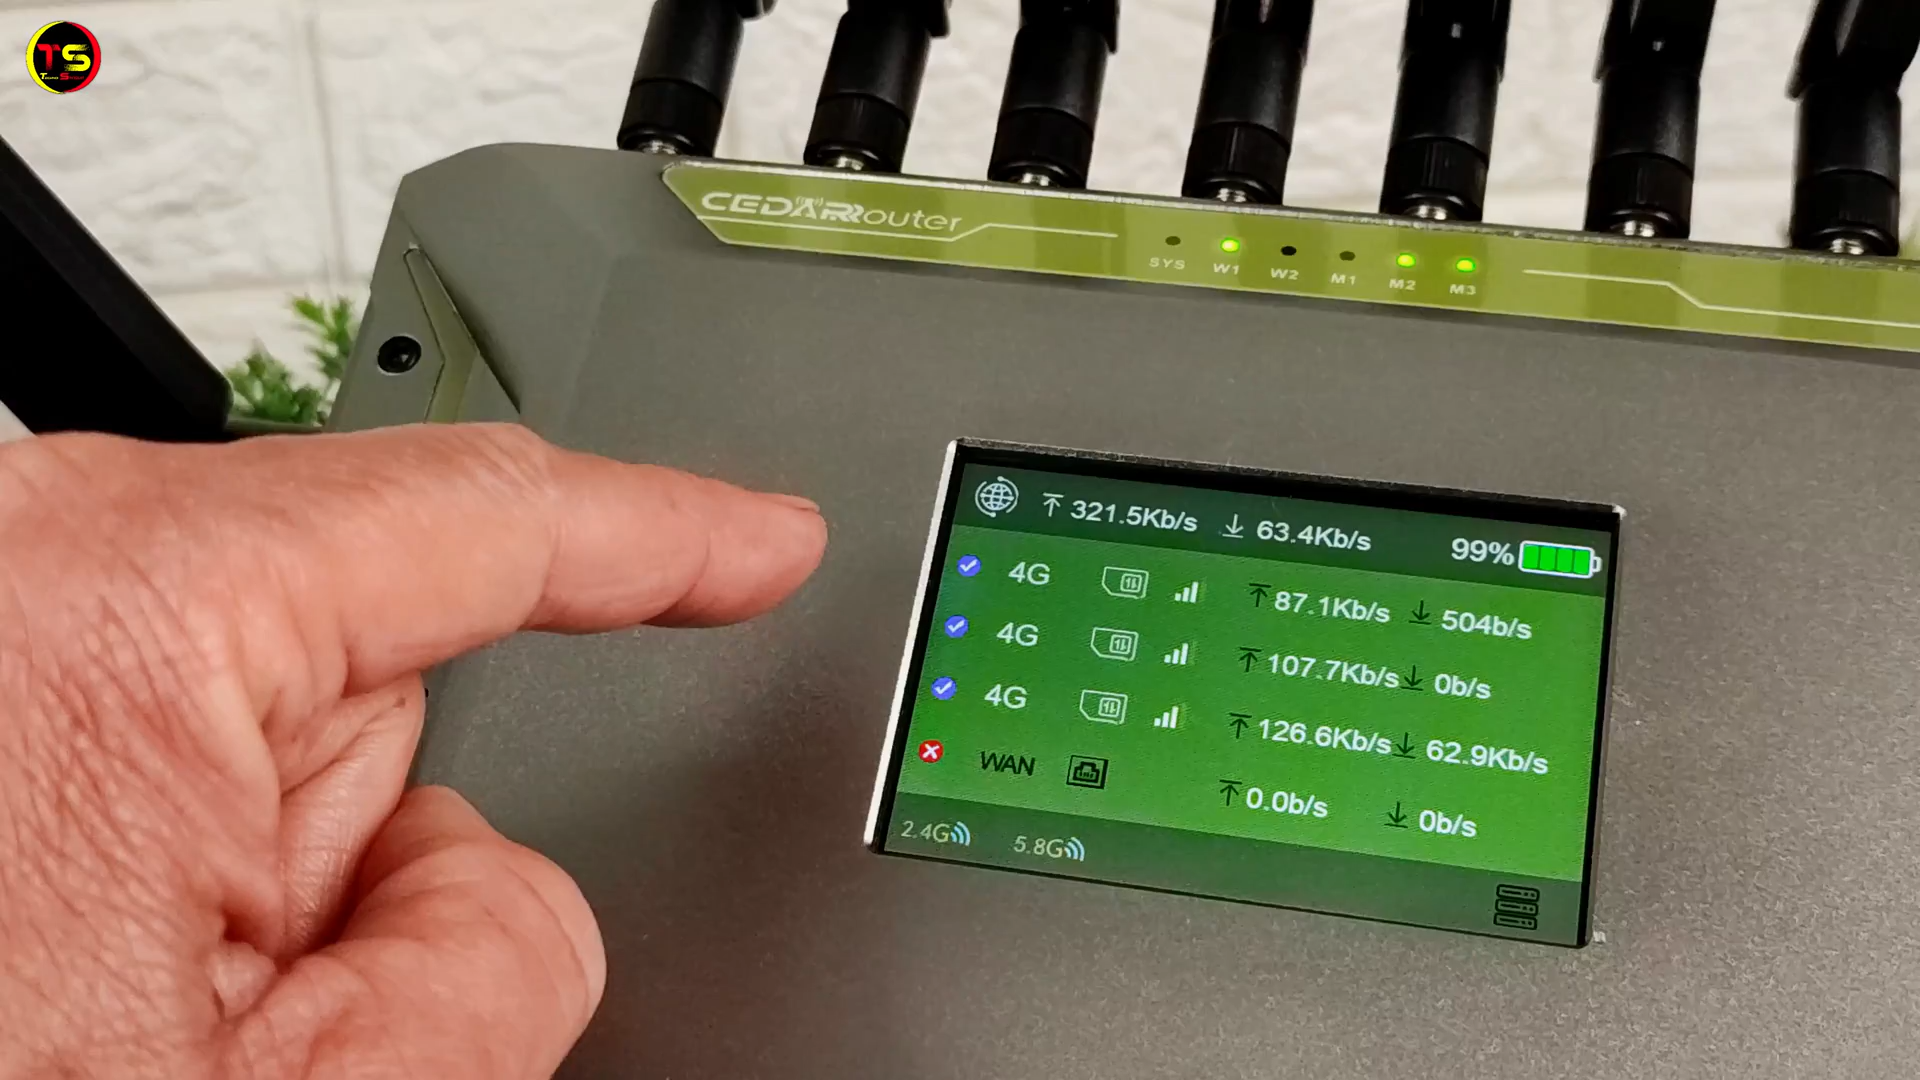 TS
CEDARRouter
SYS W1 W2 M1 M2 M3
↑ 321.5Kb/s ↓ 63.4Kb/s 99%
4G ↑ 87.1Kb/s ↓ 504b/s
4G ↑ 107.7Kb/s ↓ 0b/s
4G ↑ 126.6Kb/s ↓ 62.9Kb/s
WAN ↑ 0.0b/s ↓ 0b/s
2.4G 5.8G